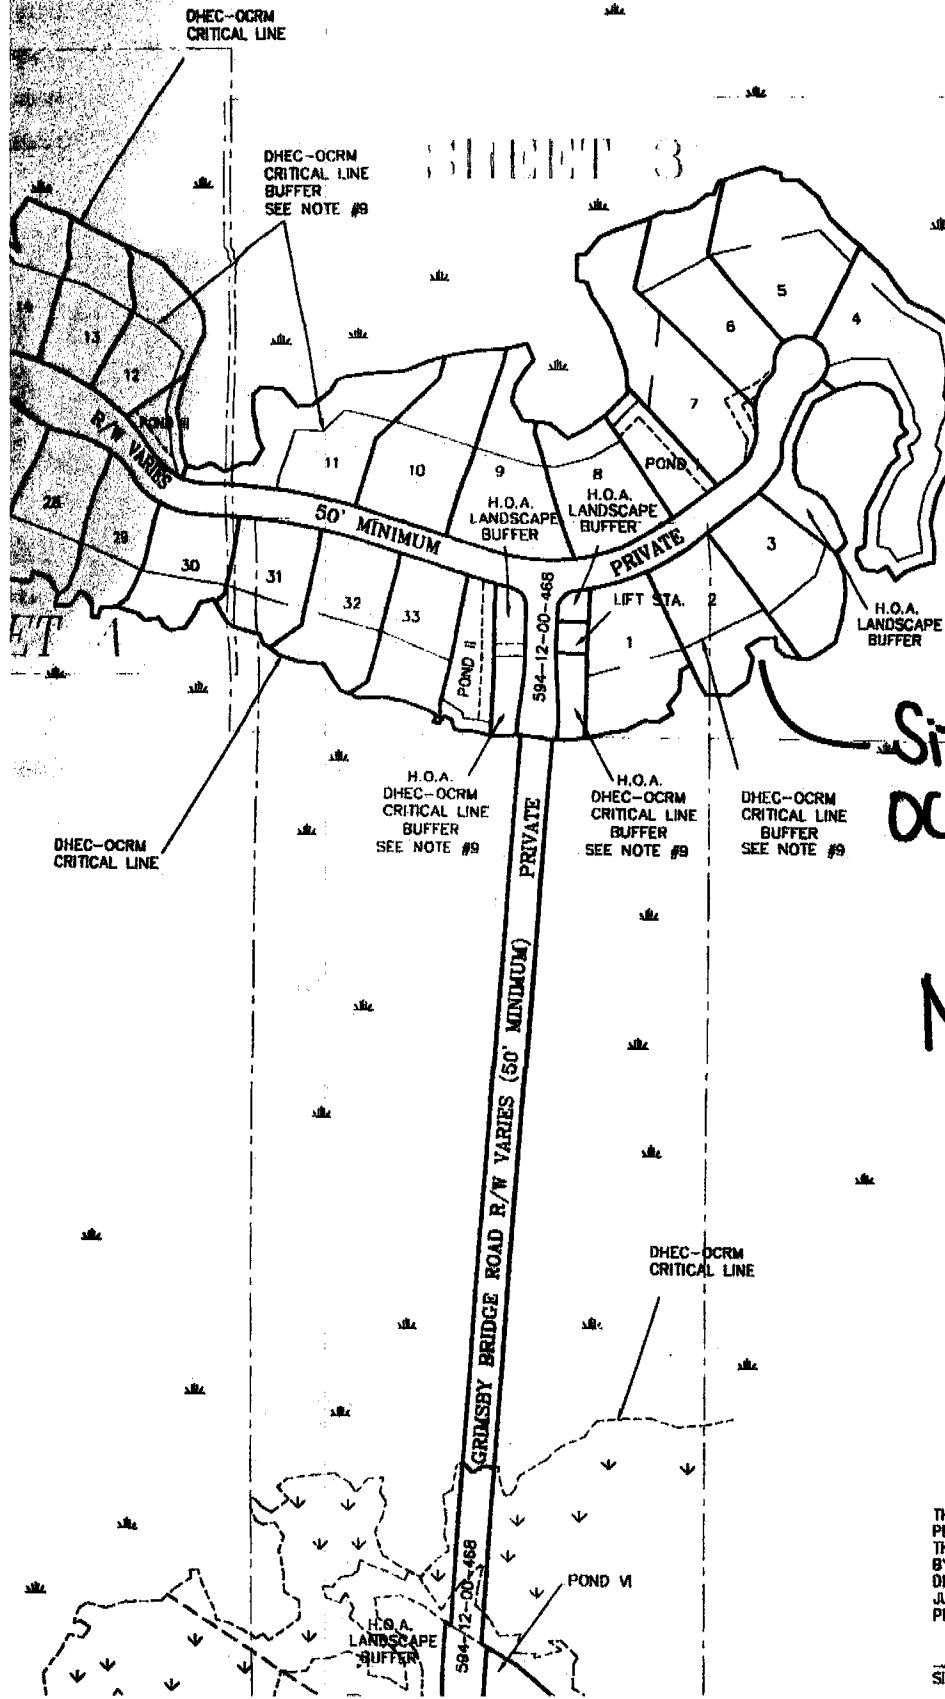 DHEC-OCRM
CRITICAL LINE
SHEET 3
DHEC-OCRM
CRITICAL LINE
BUFFER
SEE NOTE #9
5
4
6
13
12
7
R/W VARIES
11
10
9
8
POND
H.O.A.
LANDSCAPE
BUFFER
H.O.A.
LANDSCAPE
BUFFER
28
29
30
50' MINIMUM
PRIVATE
3
31
32
33
594-12-00-468
LIFT STA.
2
1
POND II
H.O.A.
LANDSCAPE
BUFFER
H.O.A.
DHEC-OCRM
CRITICAL LINE
BUFFER
SEE NOTE #9
H.O.A.
DHEC-OCRM
CRITICAL LINE
BUFFER
SEE NOTE #9
DHEC-OCRM
CRITICAL LINE
BUFFER
SEE NOTE #9
DHEC-OCRM
CRITICAL LINE
PRIVATE
GRIMSBY BRIDGE ROAD R/W VARIES (50' MINIMUM)
DHEC-OCRM
CRITICAL LINE
594-12-00-468
POND VI
H.O.A.
LANDSCAPE
BUFFER